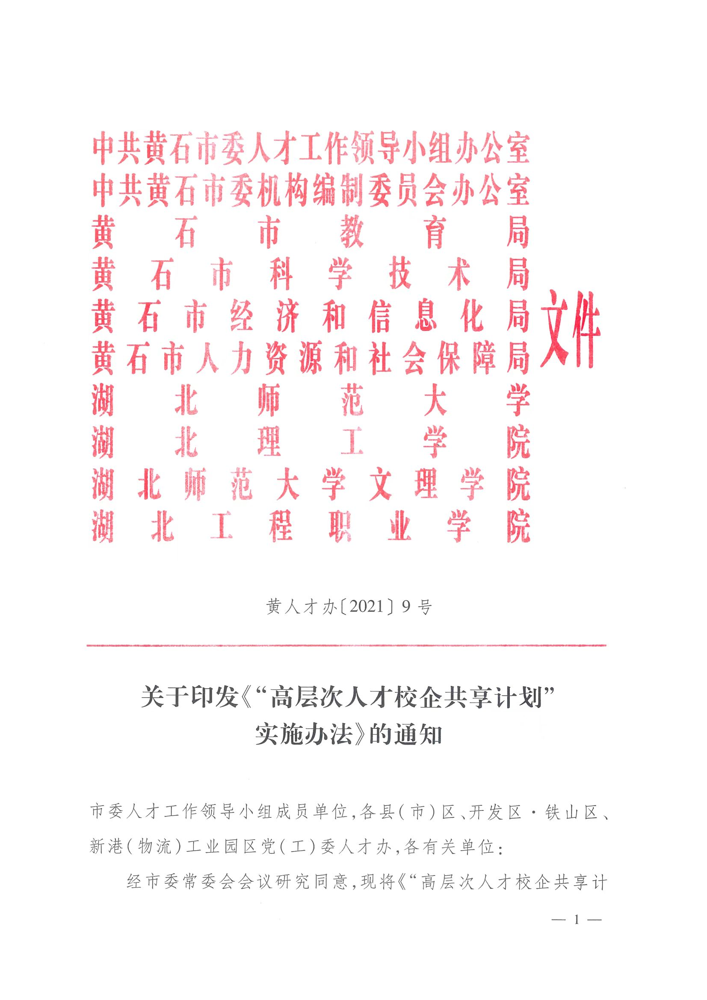 中共黄石市委人才工作领导小组办公室
中共黄石市委机构编制委员会办公室
黄石市教育局
黄石市科学技术局
黄石市经济和信息化局
黄石市人力资源和社会保障局
湖北师范大学
湖北理工学院
湖北师范大学文理学院
湖北工程职业学院
文件
黄人才办〔2021〕9 号
关于印发《“高层次人才校企共享计划”
实施办法》的通知
市委人才工作领导小组成员单位,各县(市)区、开发区·铁山区、
新港(物流)工业园区党(工)委人才办,各有关单位:
经市委常委会会议研究同意,现将《“高层次人才校企共享计
— 1 —